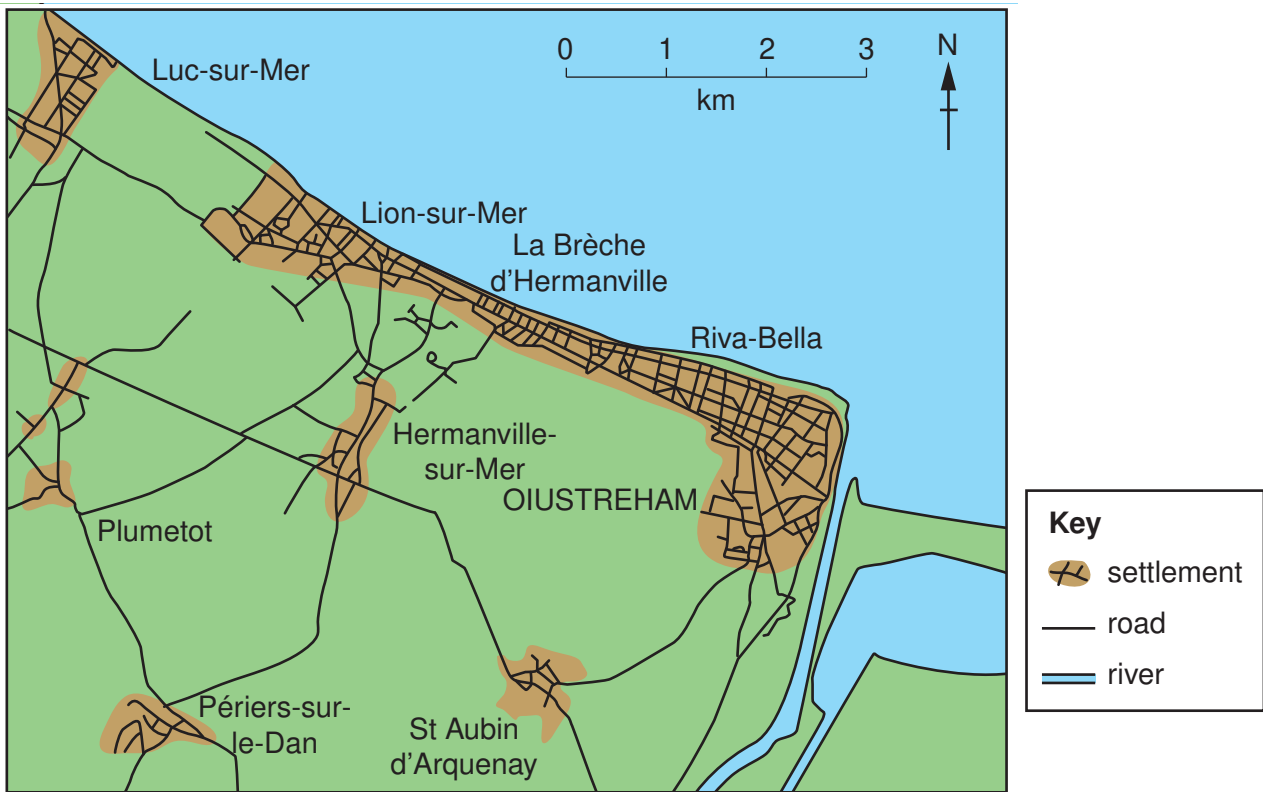 Luc-sur-Mer
0 1 2 3
km
N
Lion-sur-Mer
La Brèche
d'Hermanville
Riva-Bella
Hermanville-
sur-Mer
OIUSTREHAM
Plumetot
Périers-sur-
le-Dan
St Aubin
d'Arquenay
Key
settlement
road
river